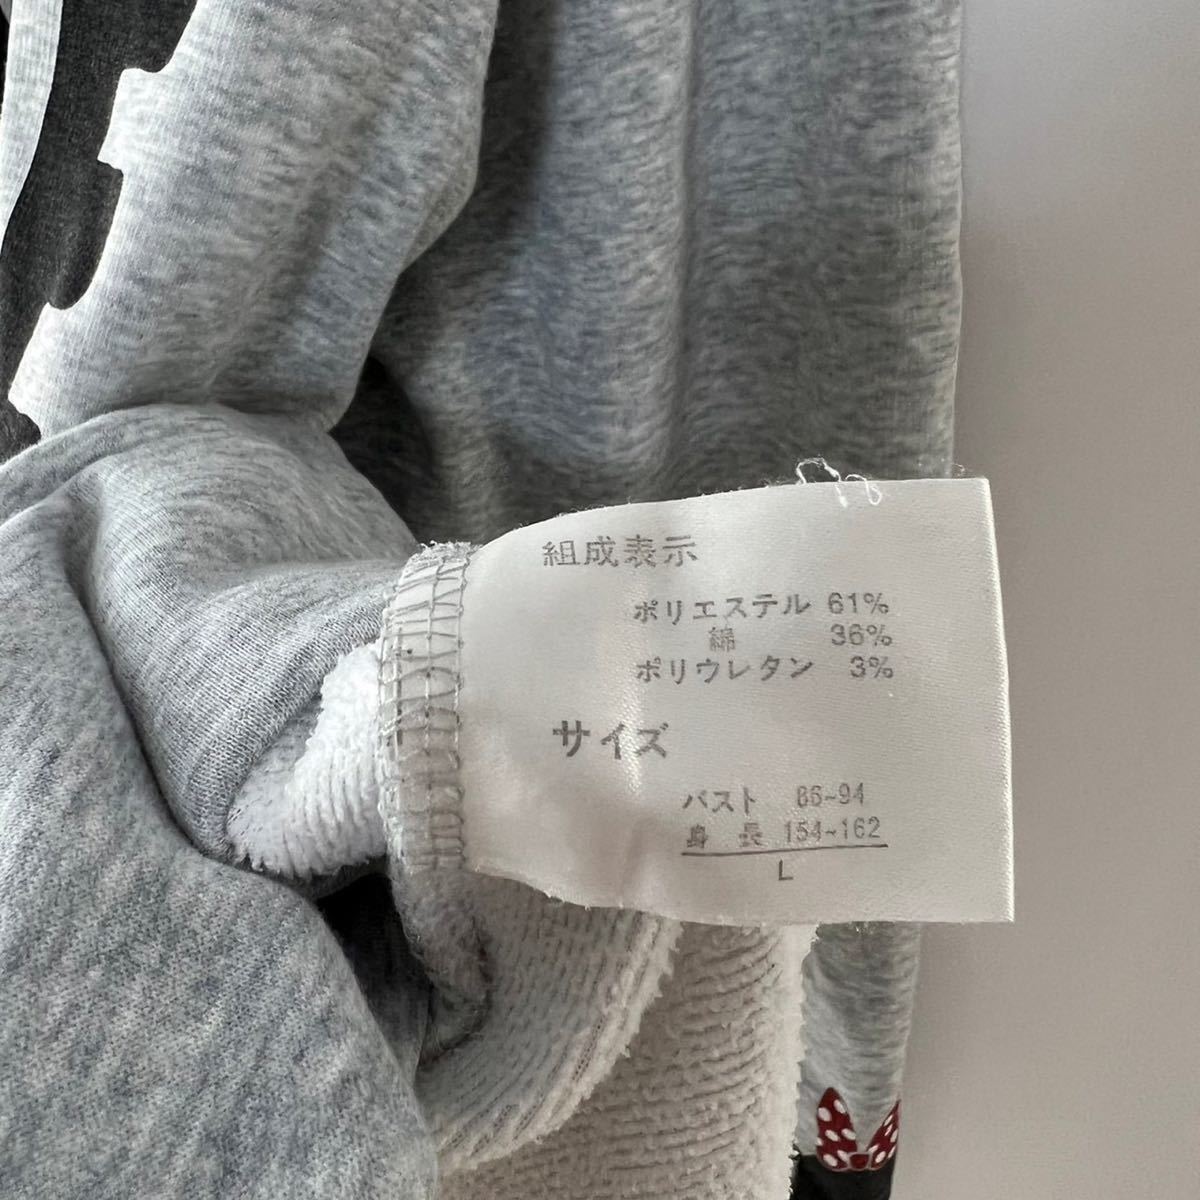 組成表示
ポリエステル 61%
綿 36%
ポリウレタン 3%
サイズ
バスト 86~94
身長 154~162
L